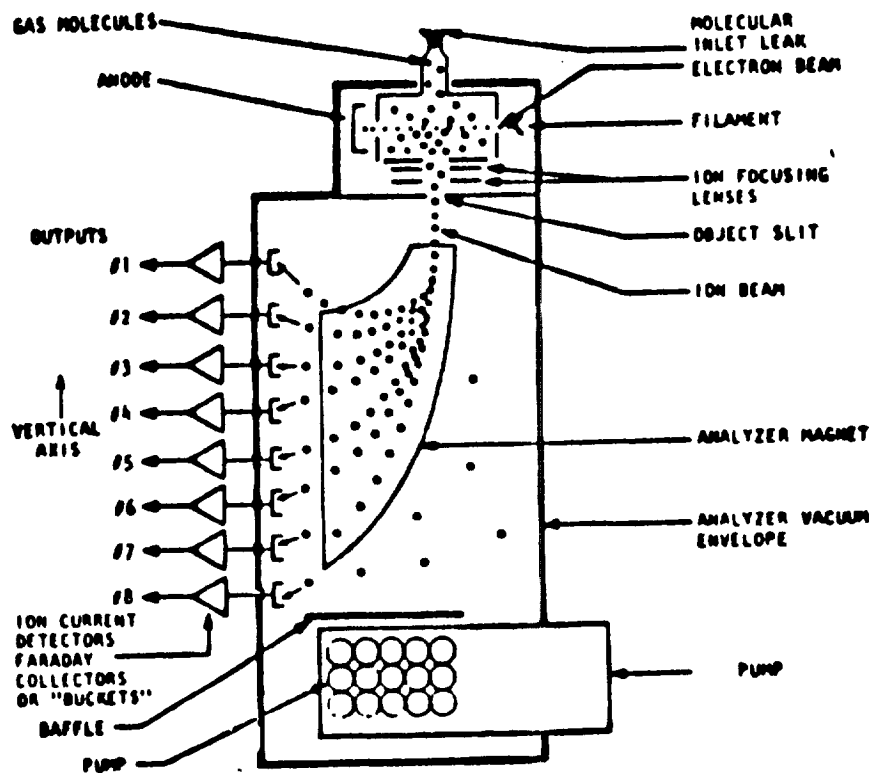 GAS MOLECULES
MOLECULAR
INLET LEAK
ELECTRON BEAM
ANODE
FILAMENT
ION FOCUSING
LENSES
OBJECT SLIT
OUTPUTS
ION BEAM
#1
#2
#3
#4
VERTICAL
AXIS
ANALYZER MAGNET
#5
#6
ANALYZER VACUUM
ENVELOPE
#7
#8
ION CURRENT
DETECTORS
FARADAY
COLLECTORS
OR "BUCKETS"
PUMP
BAFFLE
PUMP